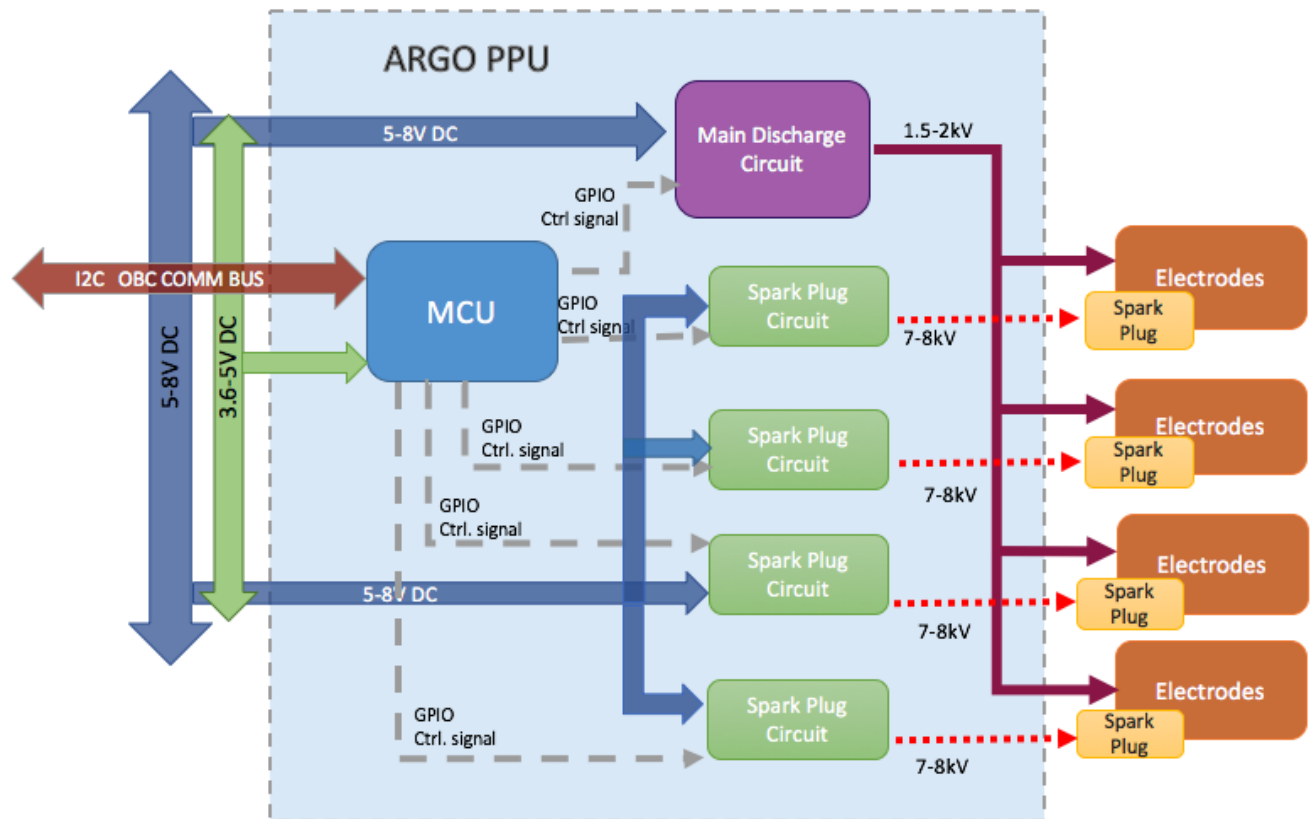 ARGO PPU
5-8V DC
Main Discharge
Circuit
1.5-2kV
GPIO
Ctrl signal
I2C OBC COMM BUS
MCU
GPIO
Ctrl signal
5-8V DC
3.6-5V DC
Spark Plug
Circuit
7-8kV
Electrodes
Spark
Plug
GPIO
Ctrl. signal
Spark Plug
Circuit
7-8kV
Electrodes
Spark
Plug
GPIO
Ctrl. signal
5-8V DC
Spark Plug
Circuit
7-8kV
Electrodes
Spark
Plug
GPIO
Ctrl. signal
Spark Plug
Circuit
7-8kV
Electrodes
Spark
Plug